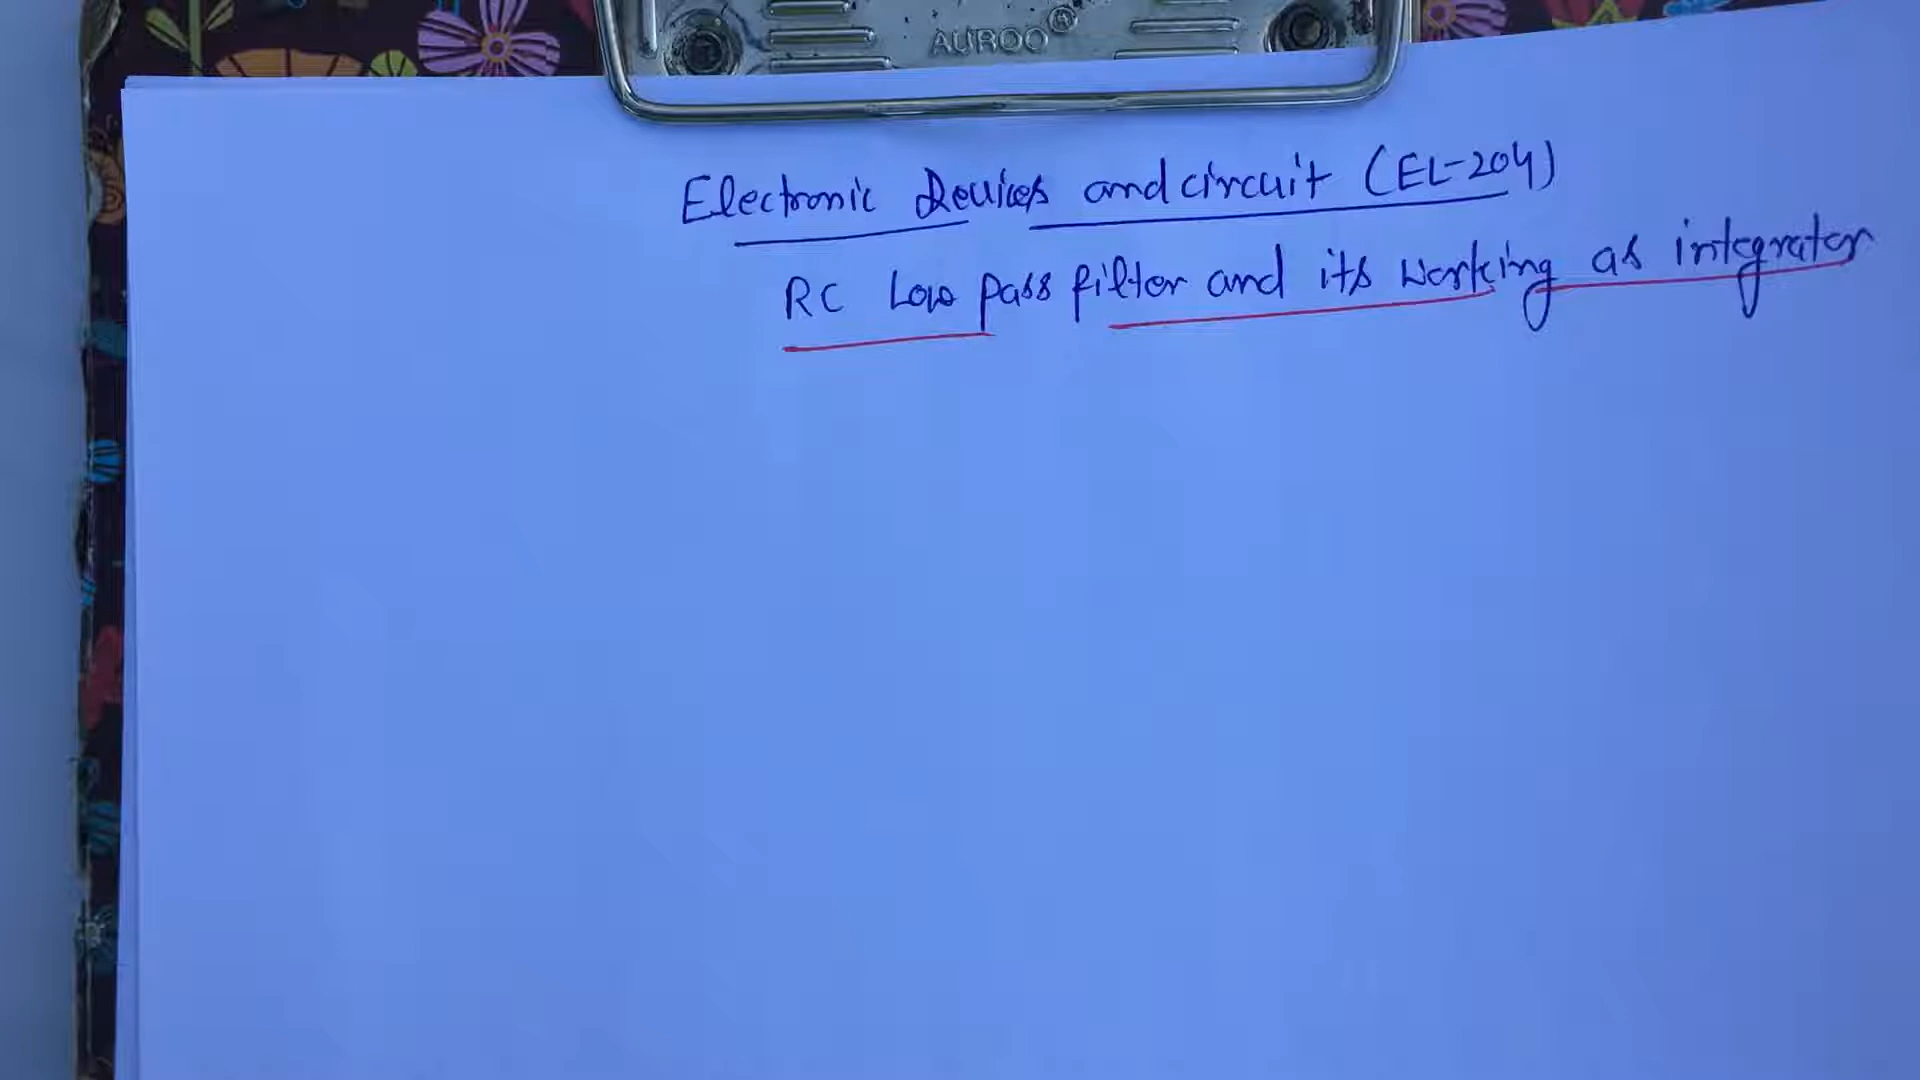 AUROO®
Electronic Devices and circuit (EL-204)
RC Low pass filter and its working as integrator